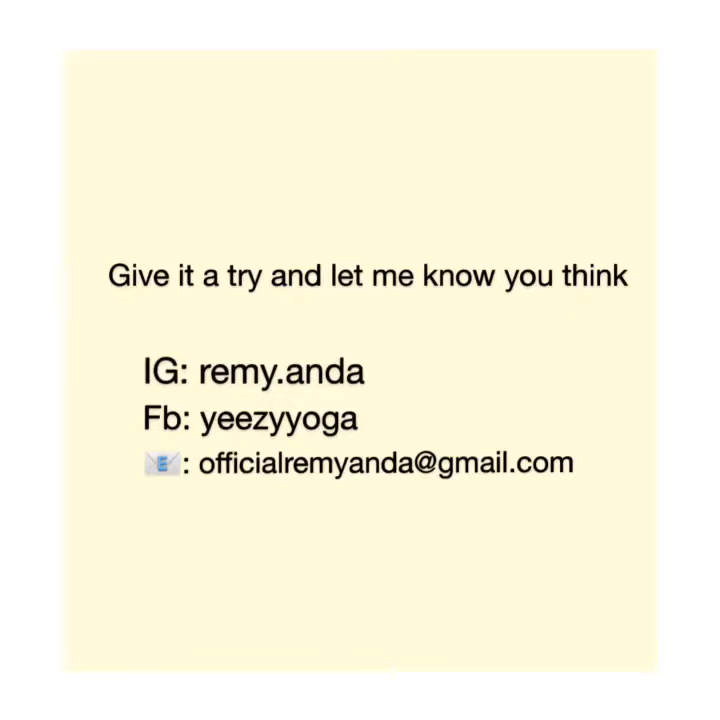 Give it a try and let me know you think
IG: remy.anda
Fb: yeezyyoga
📧: officialremyanda@gmail.com